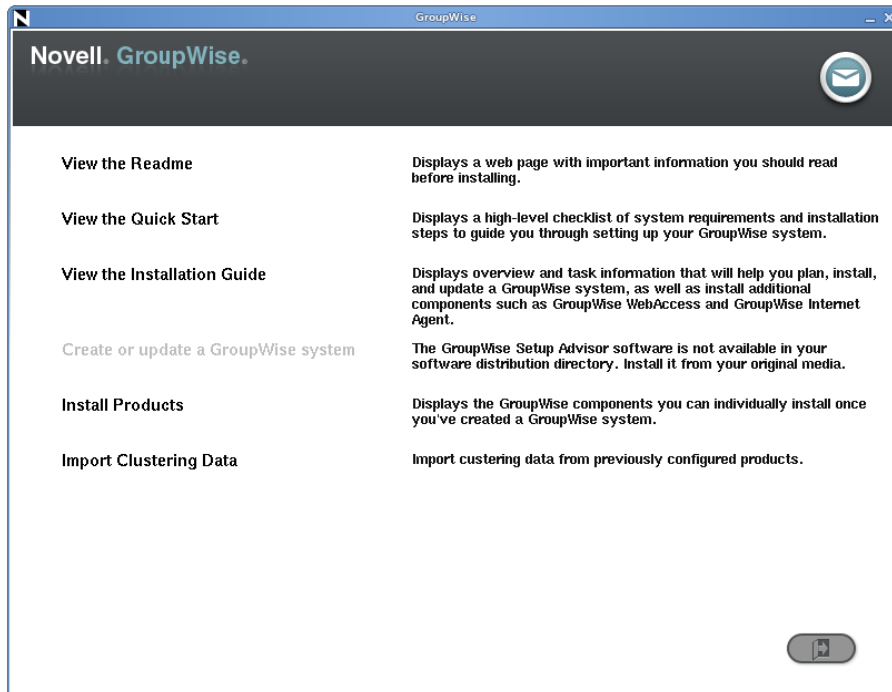 GroupWise
Novell. GroupWise.
View the Readme
Displays a web page with important information you should read
before installing.
View the Quick Start
Displays a high-level checklist of system requirements and installation
steps to guide you through setting up your GroupWise system.
View the Installation Guide
Displays overview and task information that will help you plan, install,
and update a GroupWise system, as well as install additional
components such as GroupWise WebAccess and GroupWise Internet
Agent.
Create or update a GroupWise system
The GroupWise Setup Advisor software is not available in your
software distribution directory. Install it from your original media.
Install Products
Displays the GroupWise components you can individually install once
you've created a GroupWise system.
Import Clustering Data
Import custering data from previously configured products.